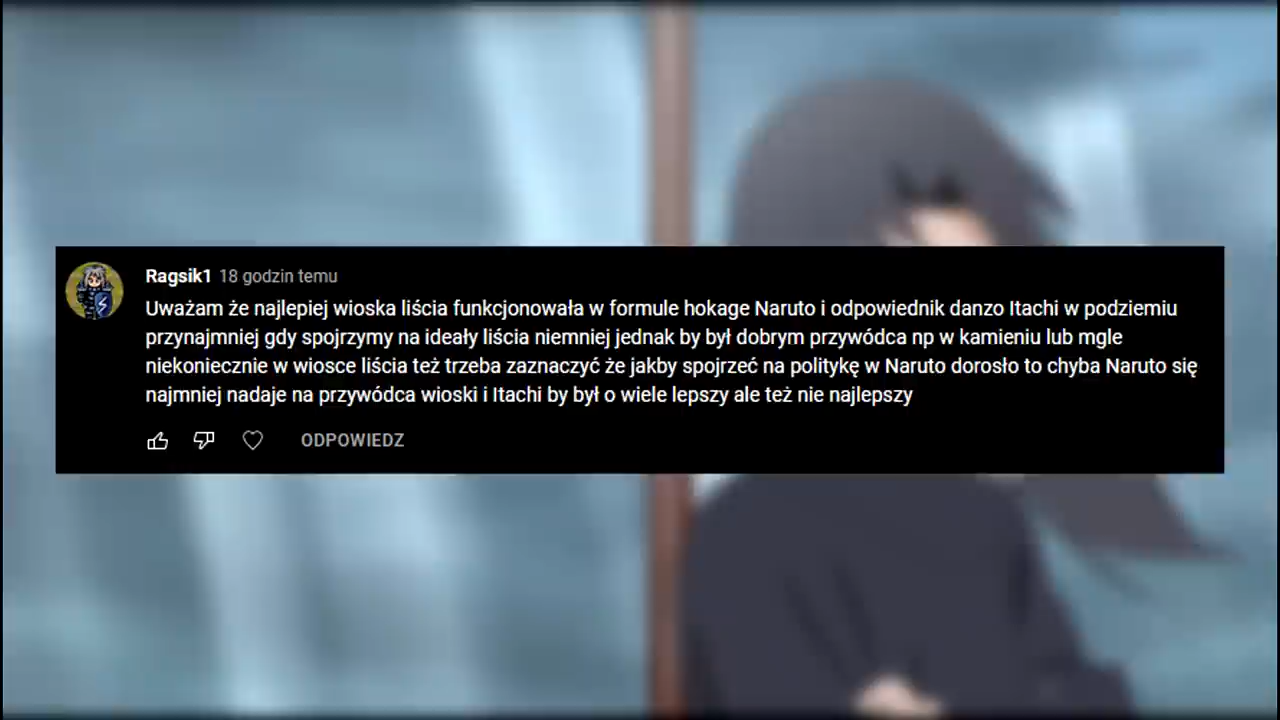 Ragsik1 18 godzin temu
Uważam że najlepiej wioska liścia funkcjonowała w formule hokage Naruto i odpowiednik danzo Itachi w podziemiu
przynajmniej gdy spojrzymy na ideały liścia niemniej jednak by był dobrym przywódca np w kamieniu lub mgle
niekoniecznie w wiosce liścia też trzeba zaznaczyć że jakby spojrzeć na politykę w Naruto dorosło to chyba Naruto się
najmniej nadaje na przywódca wioski i Itachi by był o wiele lepszy ale też nie najlepszy
ODPOWIEDZ